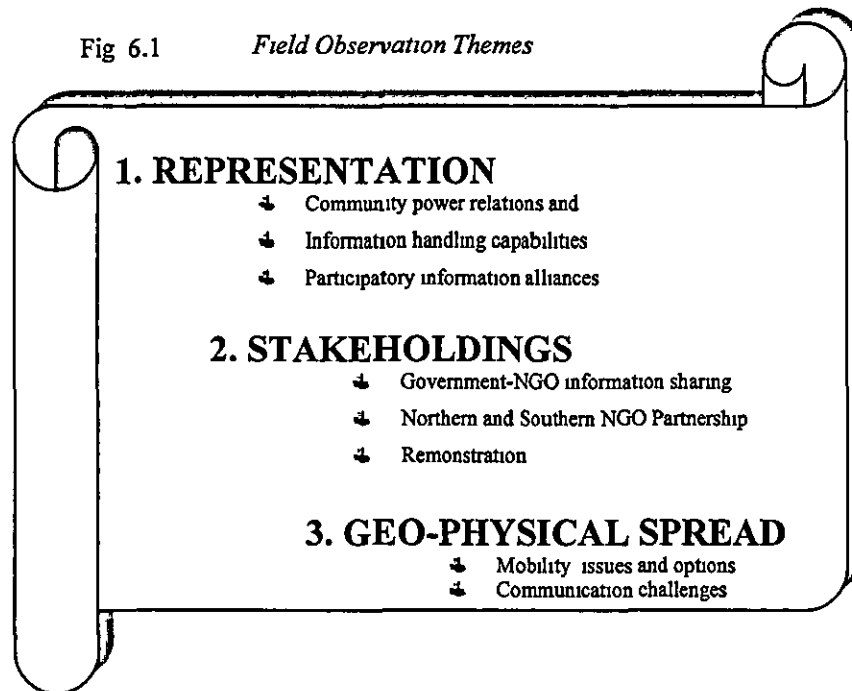 Fig 6.1 Field Observation Themes
1. REPRESENTATION
Community power relations and
Information handling capabilities
Participatory information alliances
2. STAKEHOLDINGS
Government-NGO information sharing
Northern and Southern NGO Partnership
Remonstration
3. GEO-PHYSICAL SPREAD
Mobility issues and options
Communication challenges